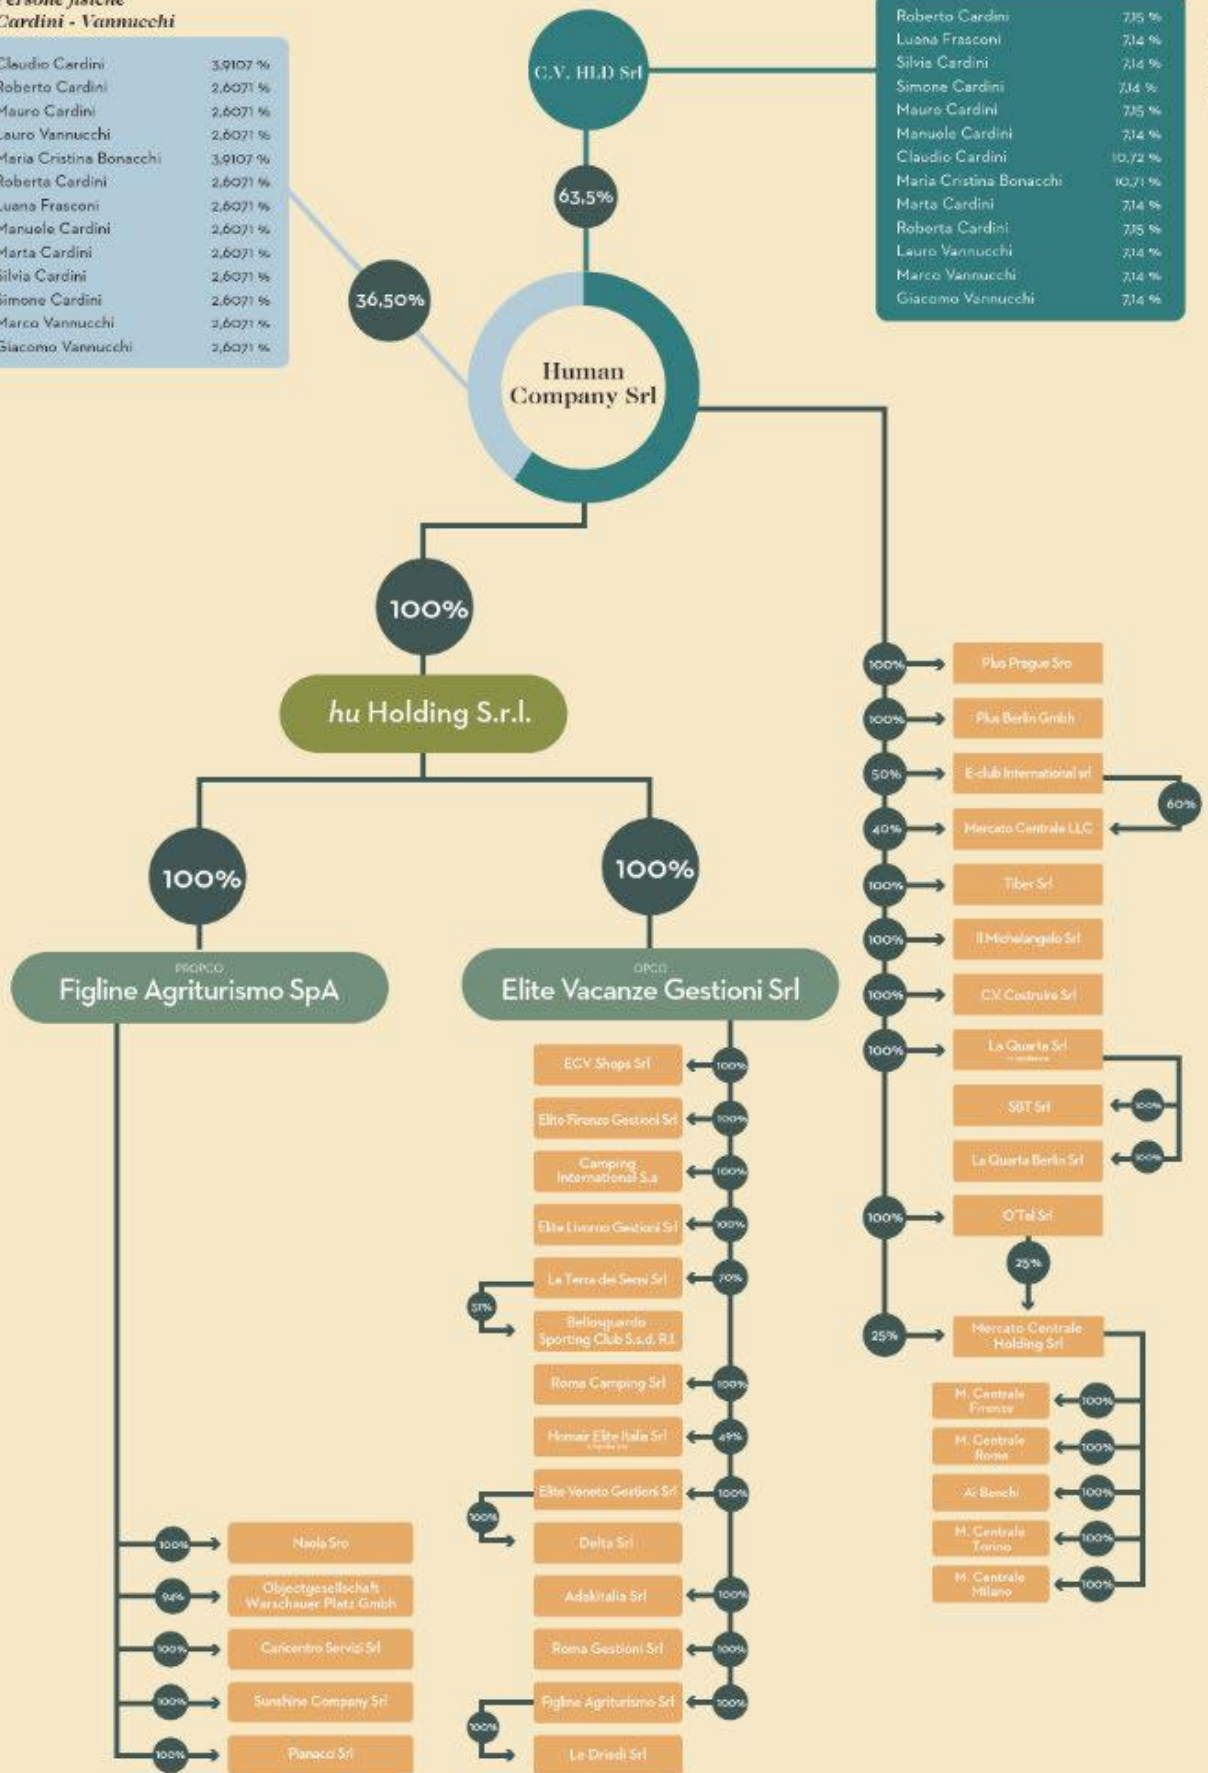 Persone fisiche
Cardini - Vannucchi
Claudio Cardini 3,9107 %
Roberto Cardini 2,6071 %
Mauro Cardini 2,6071 %
Lauro Vannucchi 2,6071 %
Maria Cristina Bonacchi 3,9107 %
Roberta Cardini 2,6071 %
Luana Frasconi 2,6071 %
Manuele Cardini 2,6071 %
Marta Cardini 2,6071 %
Silvia Cardini 2,6071 %
Simone Cardini 2,6071 %
Marco Vannucchi 2,6071 %
Giacomo Vannucchi 2,6071 %
C.V. HLD Srl
Roberto Cardini 7,15 %
Luana Frasconi 7,14 %
Silvia Cardini 7,14 %
Simone Cardini 7,14 %
Mauro Cardini 7,15 %
Manuele Cardini 7,14 %
Claudio Cardini 10,72 %
Maria Cristina Bonacchi 10,71 %
Marta Cardini 7,14 %
Roberta Cardini 7,15 %
Lauro Vannucchi 7,14 %
Marco Vannucchi 7,14 %
Giacomo Vannucchi 7,14 %
63,5%
36,50%
Human
Company Srl
100%
hu Holding S.r.l.
100%
100%
PROPCO
Figline Agriturismo SpA
OPCO
Elite Vacanze Gestioni Srl
100% Naola Sro
94% Objectgesellschaft
Warschauer Platz Gmbh
100% Caricentro Servizi Srl
100% Sunshine Company Srl
100% Pianacci Srl
ECV Shops Srl 100%
Elite Firenze Gestioni Srl 100%
Camping
International S.a 100%
Elite Livorno Gestioni Srl 100%
La Terra dei Sensi Srl 70%
51%
Bellosguardo
Sporting Club S.s.d. R.l.
Roma Camping Srl 100%
Homair Elite Italia Srl 49%
Elite Veneto Gestioni Srl 100%
100%
Delta Srl
Adakitalia Srl 100%
Roma Gestioni Srl 100%
Figline Agriturismo Srl 100%
100%
Le Driadi Srl
100% Plus Prague Sro
100% Plus Berlin Gmbh
50% E-club International srl
60%
40% Mercato Centrale LLC
100% Tiber Srl
100% Il Michelangelo Srl
100% C.V. Costruire Srl
100% La Quarta Srl
SBT Srl 100%
La Quarta Berlin Srl 100%
100% O'Tel Srl
25%
25% Mercato Centrale
Holding Srl
M. Centrale
Firenze 100%
M. Centrale
Roma 100%
Ai Banchi 100%
M. Centrale
Torino 100%
M. Centrale
Milano 100%